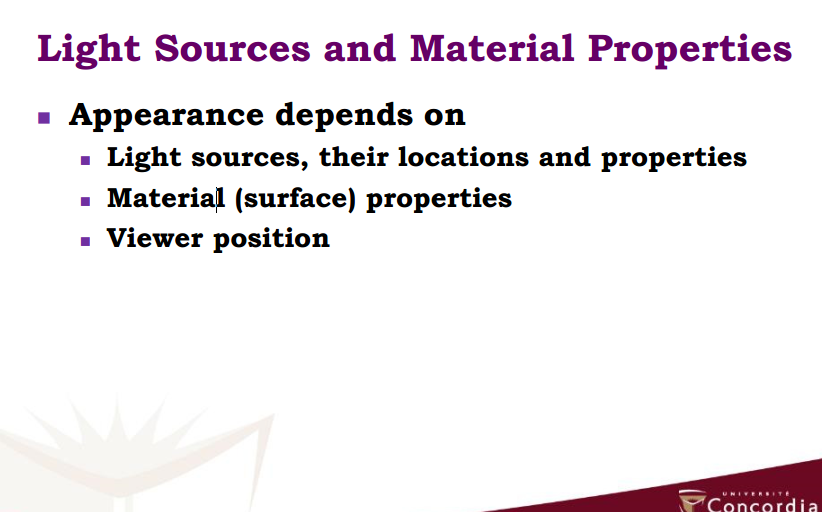 Light Sources and Material Properties
Appearance depends on
Light sources, their locations and properties
Material (surface) properties
Viewer position
UNIVERSITÉ
Concordia